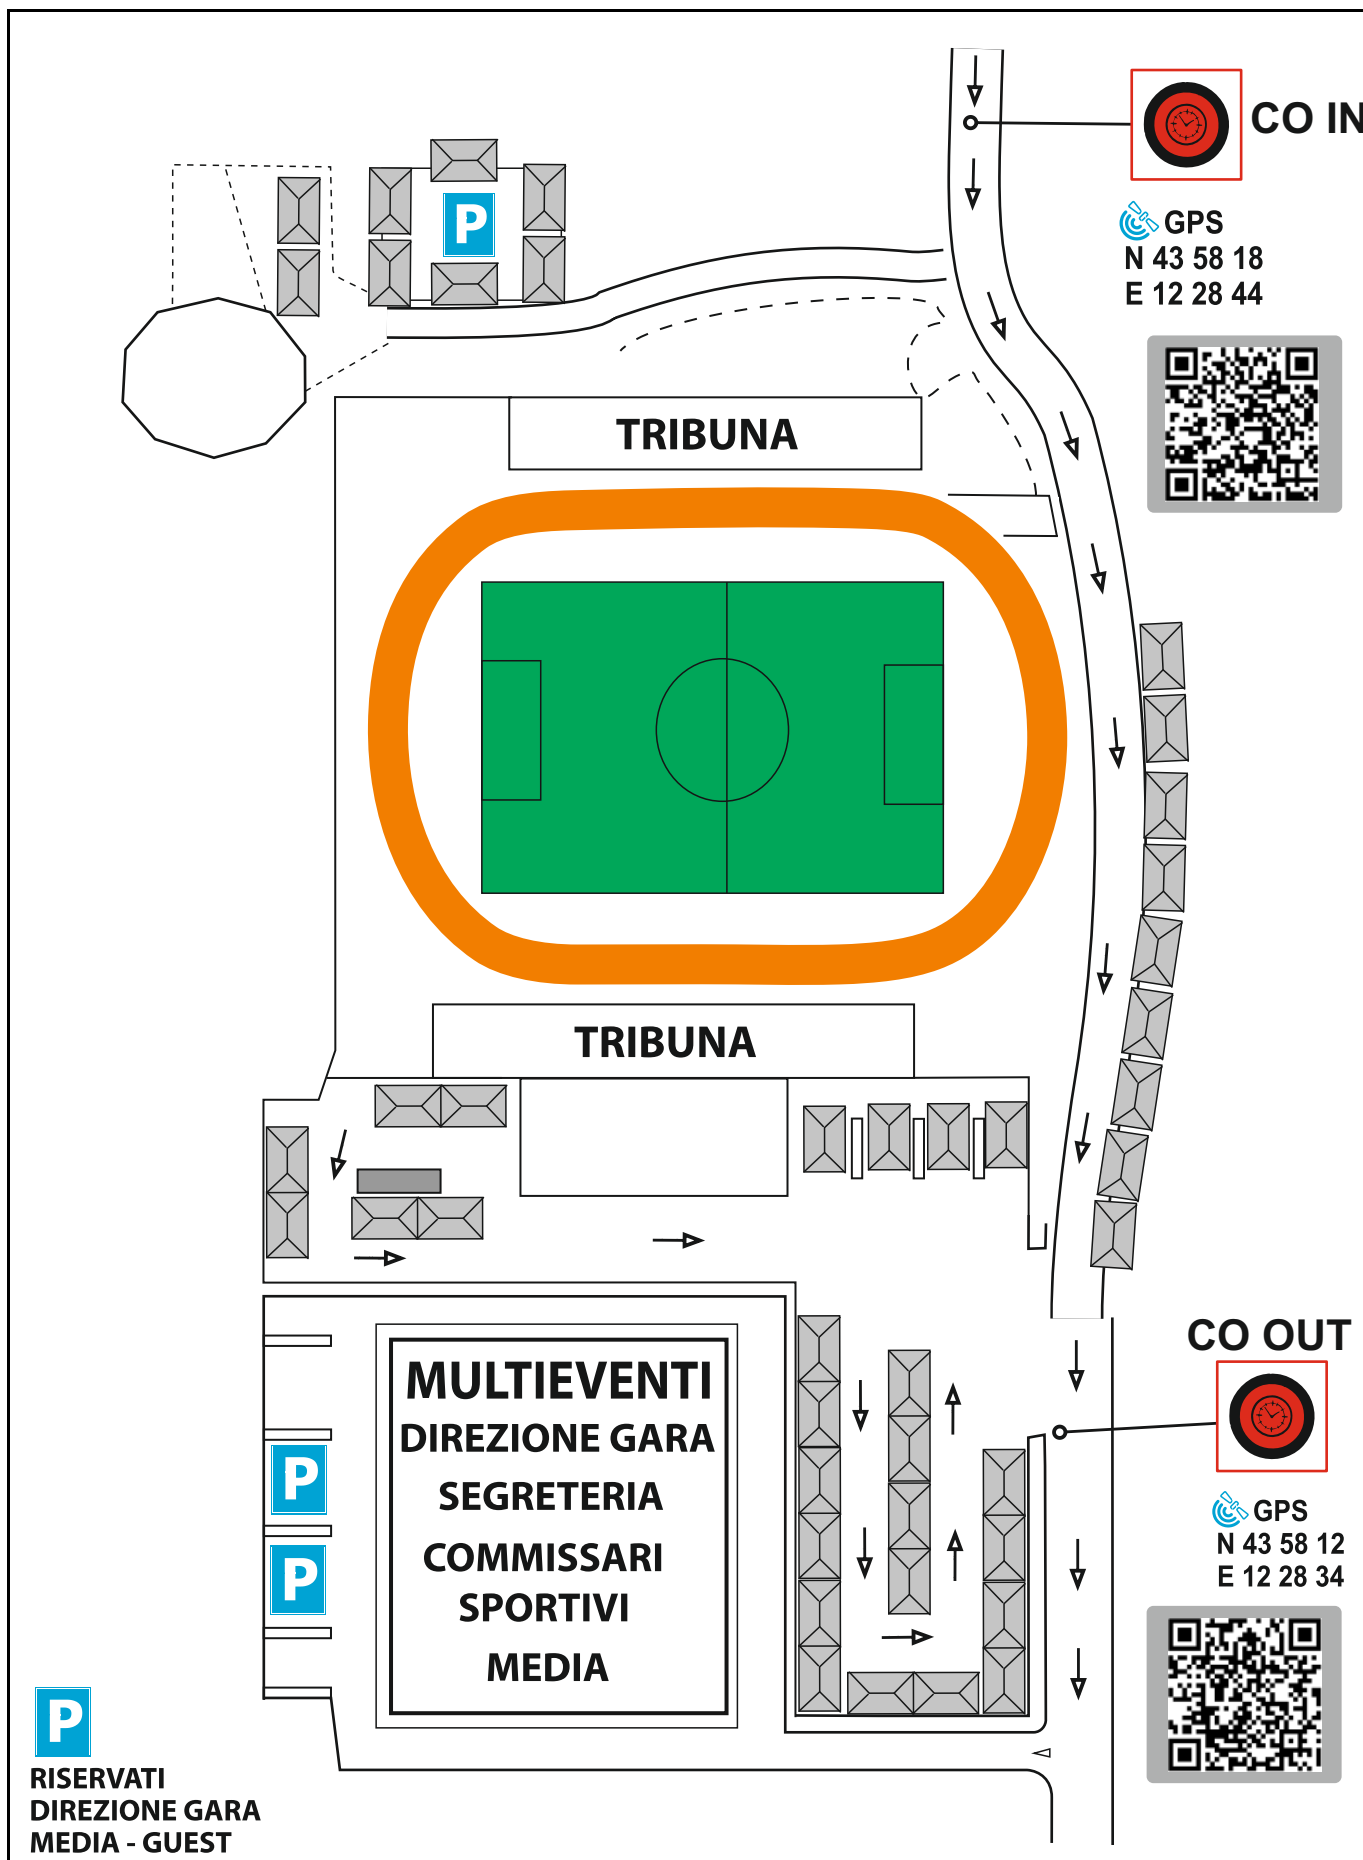 CO IN
GPS
N 43 58 18
E 12 28 44
P
TRIBUNA
TRIBUNA
CO OUT
GPS
N 43 58 12
E 12 28 34
MULTIEVENTI
DIREZIONE GARA
SEGRETERIA
COMMISSARI
SPORTIVI
MEDIA
P
P
P
RISERVATI
DIREZIONE GARA
MEDIA - GUEST